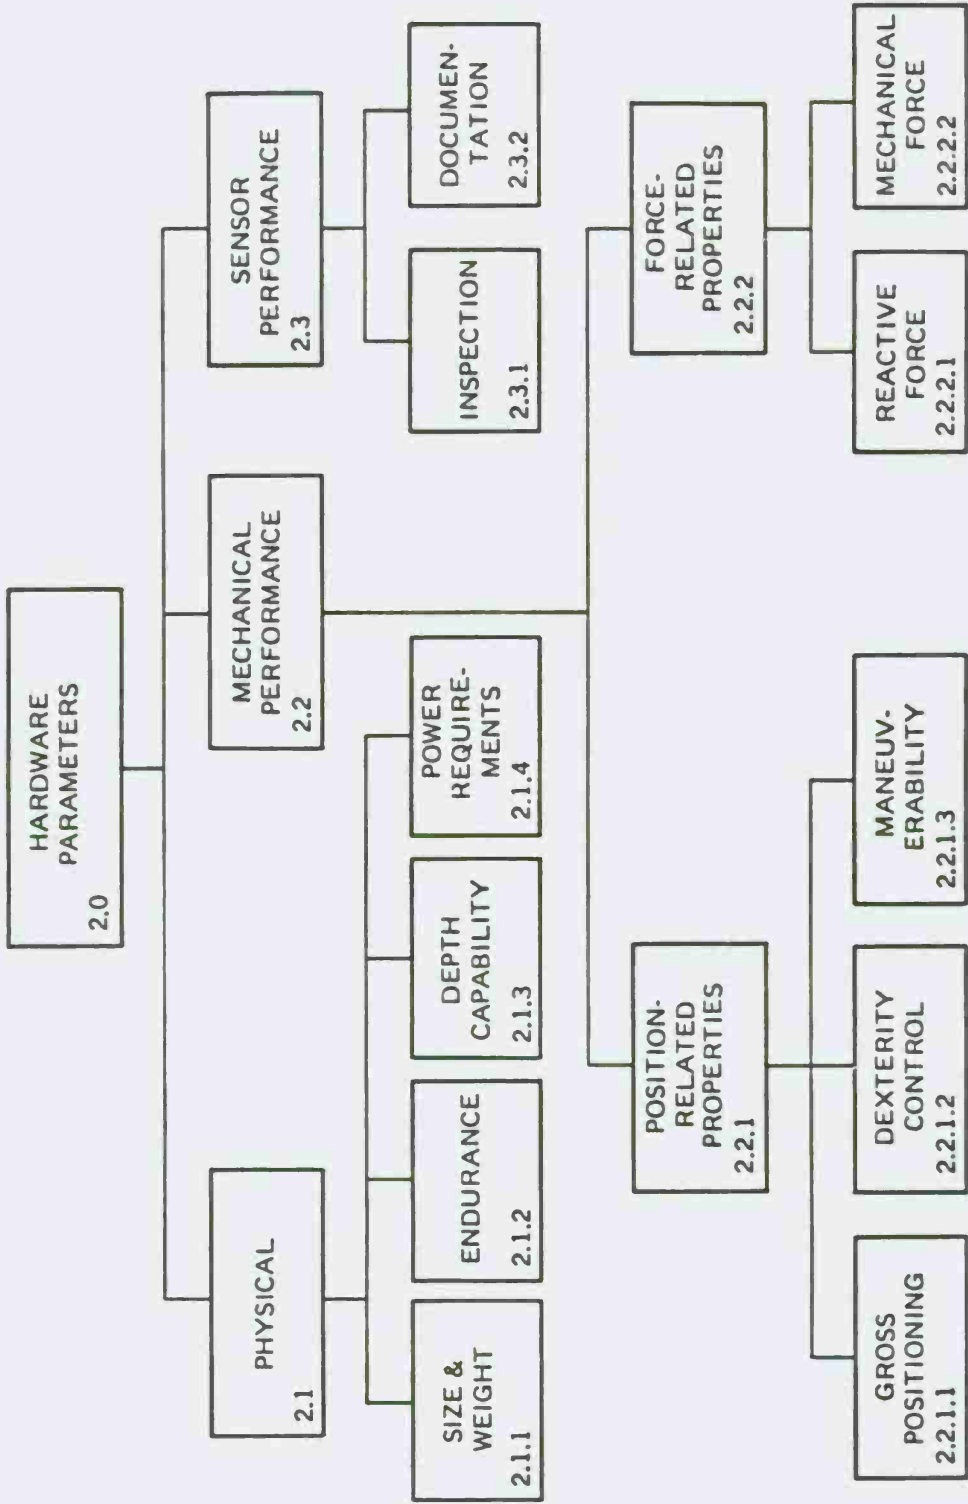 HARDWARE
PARAMETERS
2.0
PHYSICAL
2.1
MECHANICAL
PERFORMANCE
2.2
SENSOR
PERFORMANCE
2.3
SIZE &
WEIGHT
2.1.1
ENDURANCE
2.1.2
DEPTH
CAPABILITY
2.1.3
POWER
REQUIRE-
MENTS
2.1.4
INSPECTION
2.3.1
DOCUMEN-
TATION
2.3.2
POSITION-
RELATED
PROPERTIES
2.2.1
FORCE-
RELATED
PROPERTIES
2.2.2
GROSS
POSITIONING
2.2.1.1
DEXTERITY
CONTROL
2.2.1.2
MANEUV-
ERABILITY
2.2.1.3
REACTIVE
FORCE
2.2.2.1
MECHANICAL
FORCE
2.2.2.2